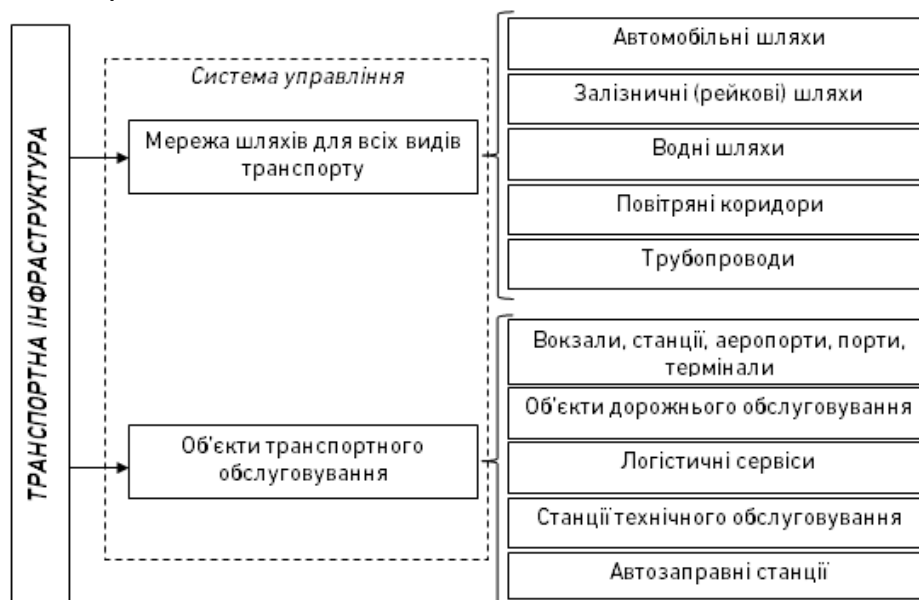 ТРАНСПОРТНА ІНФРАСТРУКТУРА
Система управління
Мережа шляхів для всіх видів
транспорту
Автомобільні шляхи
Залізничні (рейкові) шляхи
Водні шляхи
Повітряні коридори
Трубопроводи
Об'єкти транспортного
обслуговування
Вокзали, станції, аеропорти, порти,
термінали
Об'єкти дорожнього обслуговування
Логістичні сервіси
Станції технічного обслуговування
Автозаправні станції